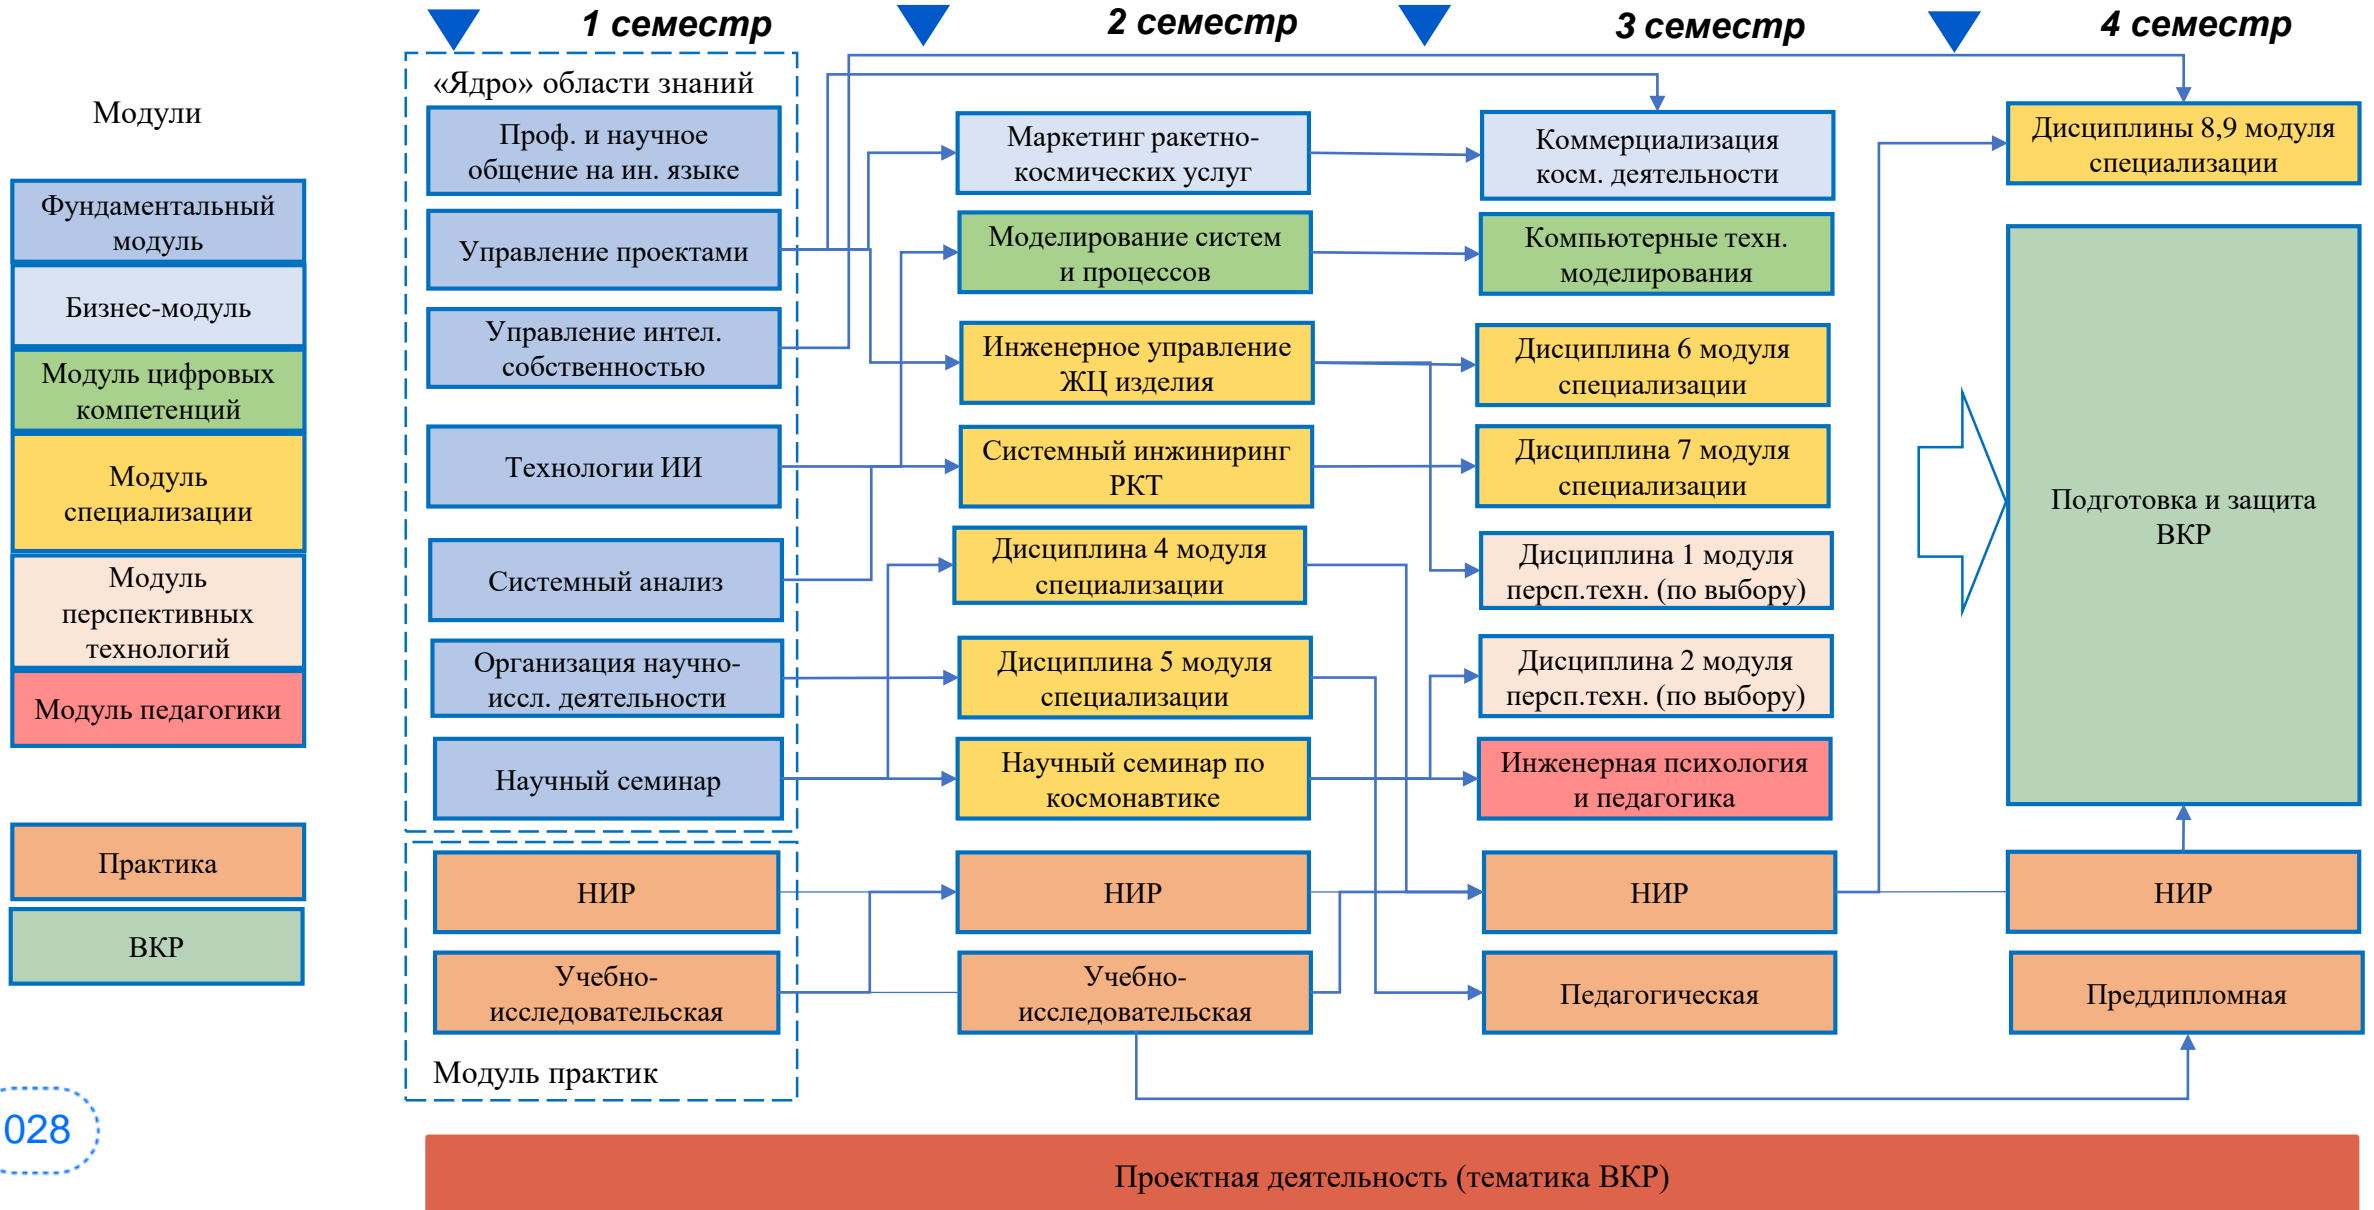 1 семестр
2 семестр
3 семестр
4 семестр
Модули
Фундаментальный
модуль
Бизнес-модуль
Модуль цифровых
компетенций
Модуль
специализации
Модуль
перспективных
технологий
Модуль педагогики
Практика
ВКР
«Ядро» области знаний
Проф. и научное
общение на ин. языке
Управление проектами
Управление интел.
собственностью
Технологии ИИ
Системный анализ
Организация научно-
иссл. деятельности
Научный семинар
НИР
Учебно-
исследовательская
Модуль практик
Маркетинг ракетно-
космических услуг
Моделирование систем
и процессов
Инженерное управление
ЖЦ изделия
Системный инжиниринг
РКТ
Дисциплина 4 модуля
специализации
Дисциплина 5 модуля
специализации
Научный семинар по
космонавтике
НИР
Учебно-
исследовательская
Коммерциализация
косм. деятельности
Компьютерные техн.
моделирования
Дисциплина 6 модуля
специализации
Дисциплина 7 модуля
специализации
Дисциплина 1 модуля
персп.техн. (по выбору)
Дисциплина 2 модуля
персп.техн. (по выбору)
Инженерная психология
и педагогика
НИР
Педагогическая
Дисциплины 8,9 модуля
специализации
Подготовка и защита
ВКР
НИР
Преддипломная
028
Проектная деятельность (тематика ВКР)